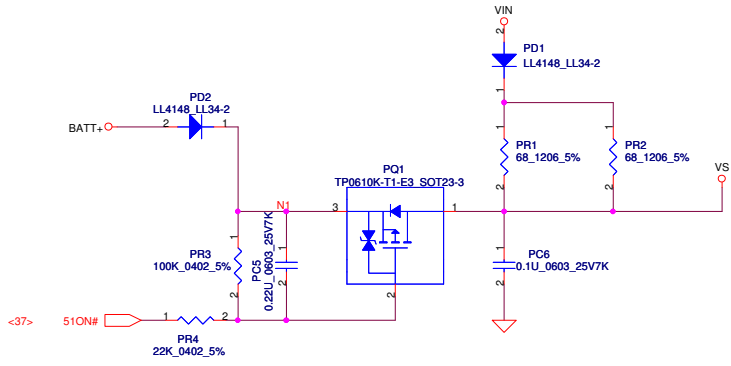 VIN
2
PD1
LL4148_LL34-2
1
PD2
LL4148_LL34-2
BATT+
2
1
1
1
PR1
68_1206_5%
PR2
68_1206_5%
2
2
VS
PQ1
TP0610K-T1-E3_SOT23-3
N1
3
1
1
PR3
100K_0402_5%
2
1
PC5
0.22U_0603_25V7K
2
2
1
PC6
0.1U_0603_25V7K
2
<37>
51ON#
1
2
PR4
22K_0402_5%